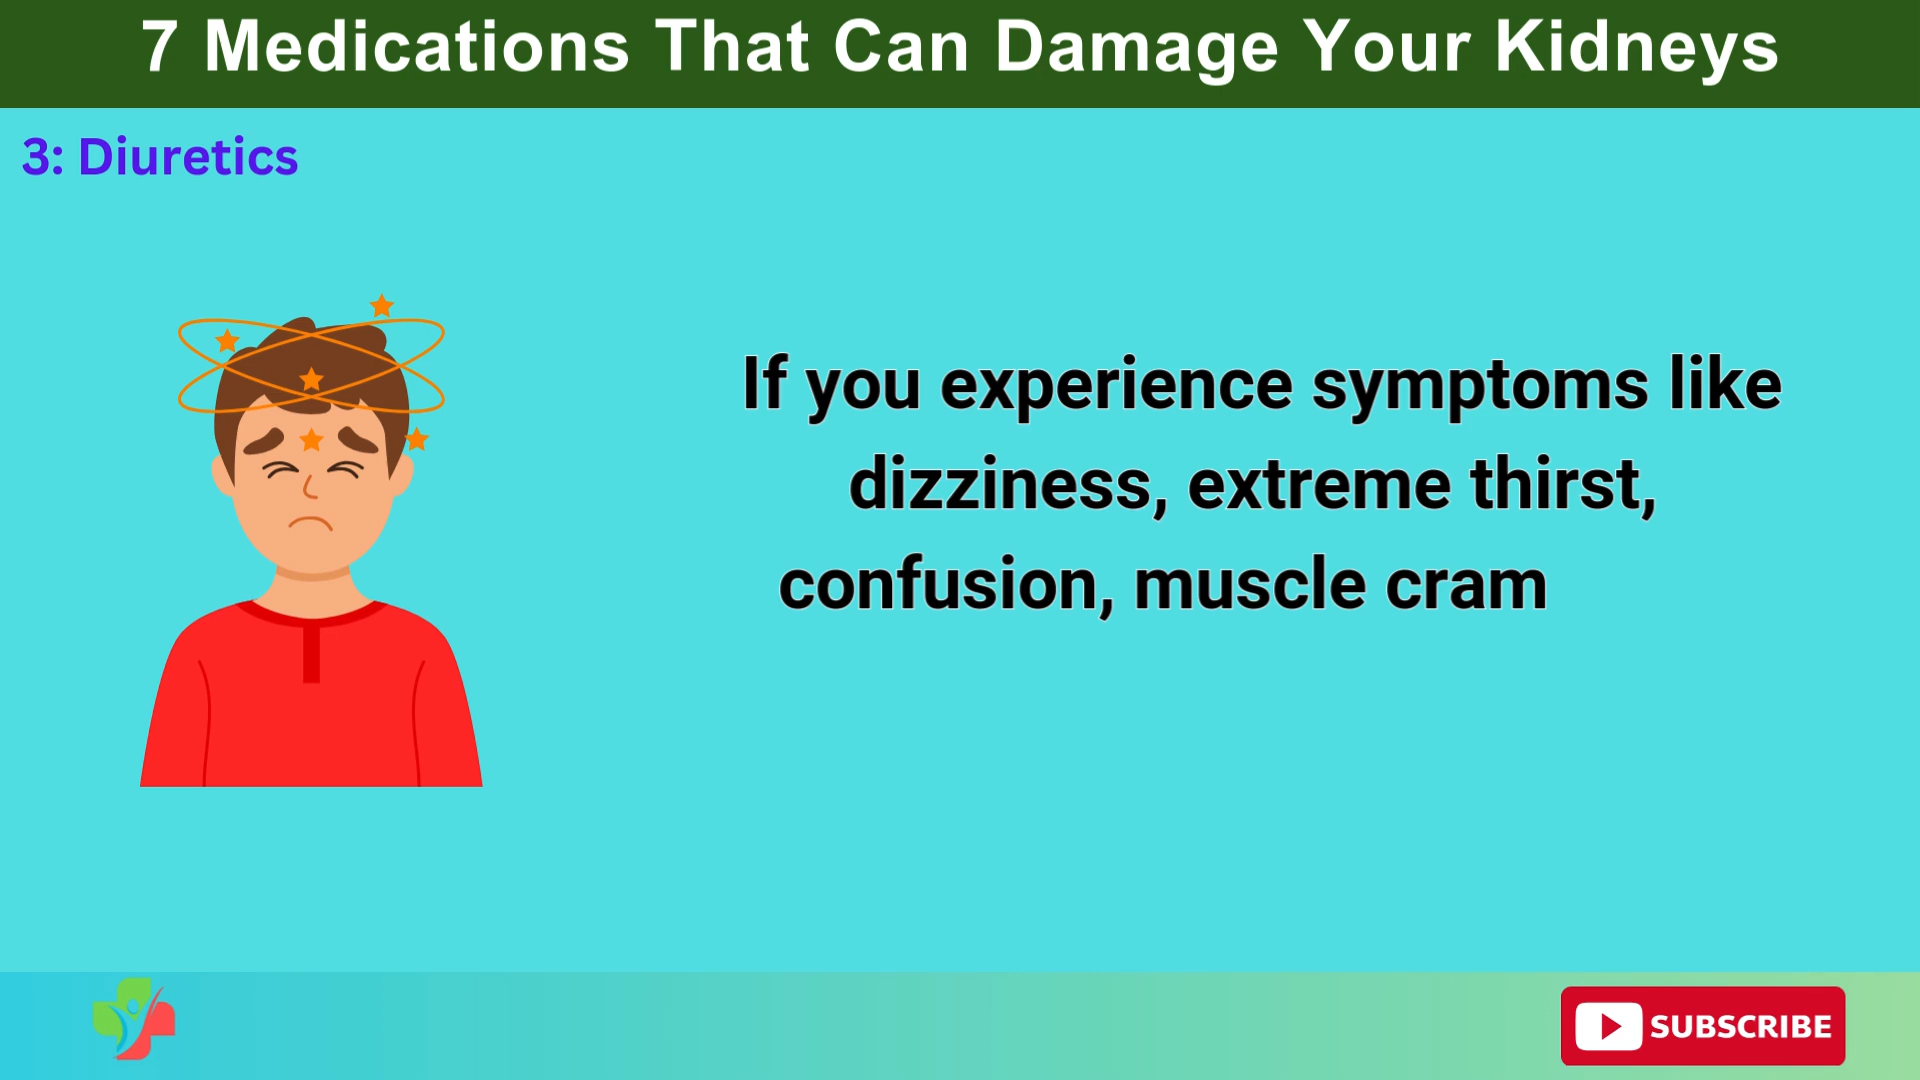 7 Medications That Can Damage Your Kidneys
3: Diuretics
If you experience symptoms like
dizziness, extreme thirst,
confusion, muscle cram
SUBSCRIBE